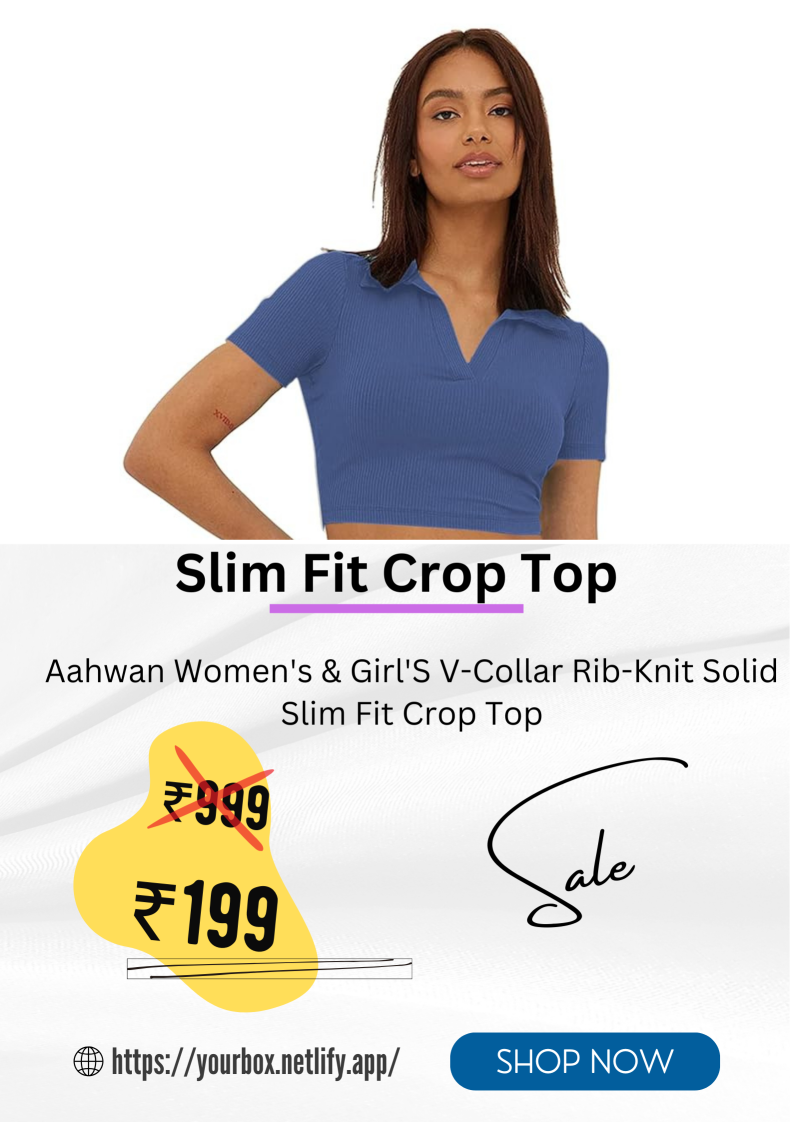 Slim Fit Crop Top
Aahwan Women's & Girl'S V-Collar Rib-Knit Solid
Slim Fit Crop Top
₹999
₹199
Sale
https://yourbox.netlify.app/
SHOP NOW